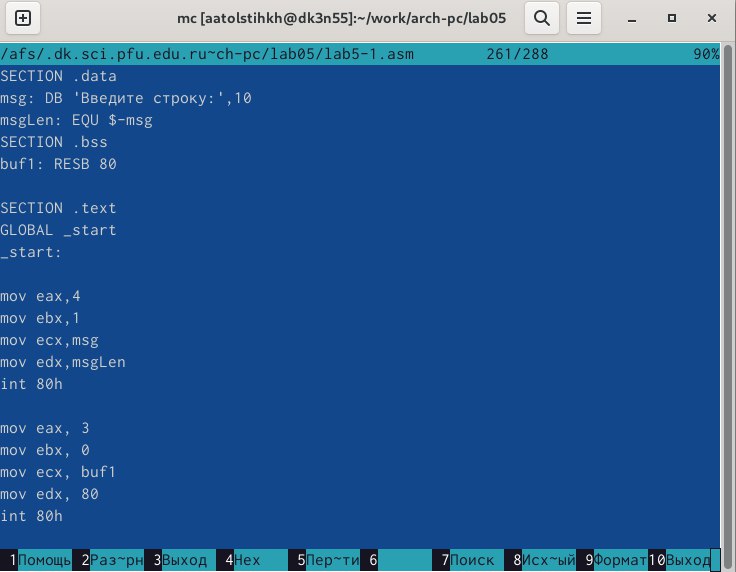 mc [aatolstihkh@dk3n55]:~/work/arch-pc/lab05
/afs/.dk.sci.pfu.edu.ru~ch-pc/lab05/lab5-1.asm 261/288 90%
SECTION .data
msg: DB 'Введите строку:',10
msgLen: EQU $-msg
SECTION .bss
buf1: RESB 80
SECTION .text
GLOBAL _start
_start:
mov eax,4
mov ebx,1
mov ecx,msg
mov edx,msgLen
int 80h
mov eax, 3
mov ebx, 0
mov ecx, buf1
mov edx, 80
int 80h
1Помощь 2Раз~рн 3Выход 4Hex 5Пер~ти 6 7Поиск 8Исх~ый 9Формат 10Выход